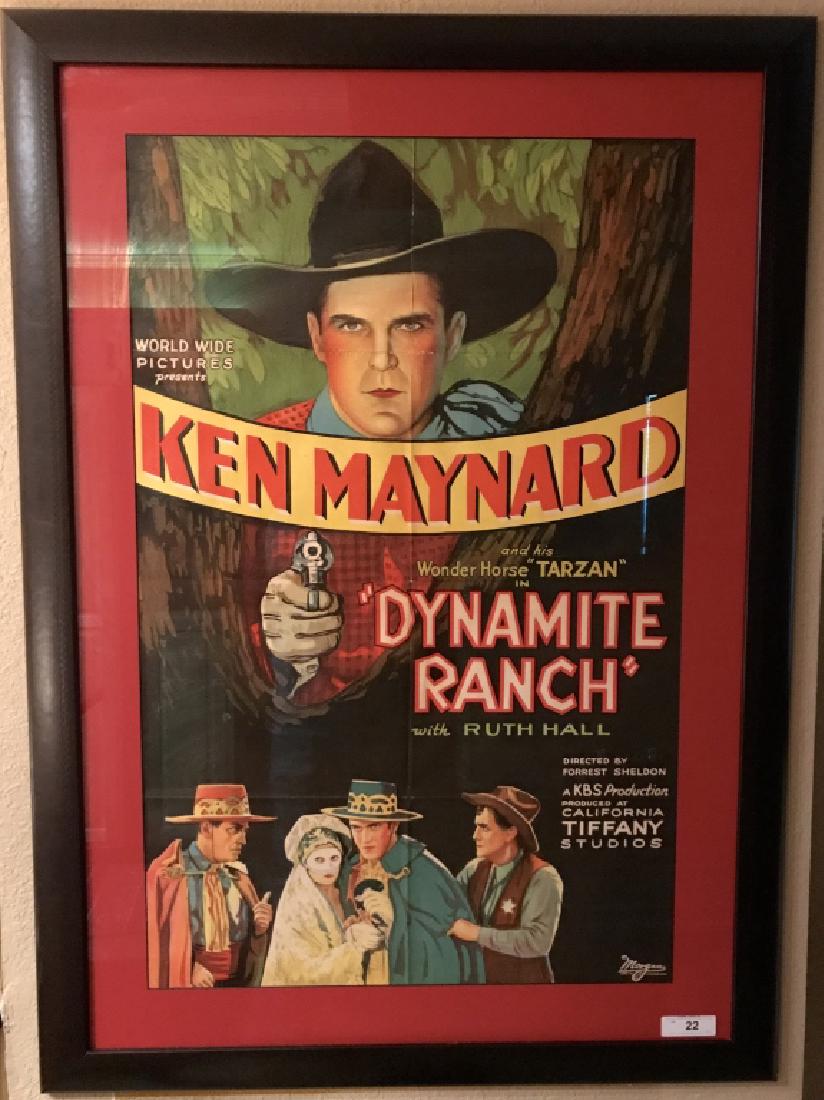 WORLD WIDE
PICTURES
presents
KEN MAYNARD
and his
Wonder Horse "TARZAN"
IN
"DYNAMITE
RANCH"
with RUTH HALL
DIRECTED BY
FORREST SHELDON
A KBS Production
PRODUCED AT
CALIFORNIA
TIFFANY
STUDIOS
Morgan
22